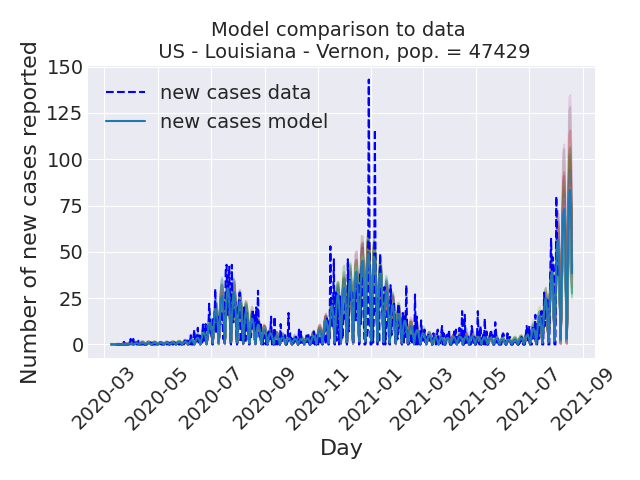 Model comparison to data
US - Louisiana - Vernon, pop. = 47429
Number of new cases reported
150
125
100
75
50
25
0
new cases data
new cases model
2020-03
2020-05
2020-07
2020-09
2020-11
2021-01
2021-03
2021-05
2021-07
2021-09
Day